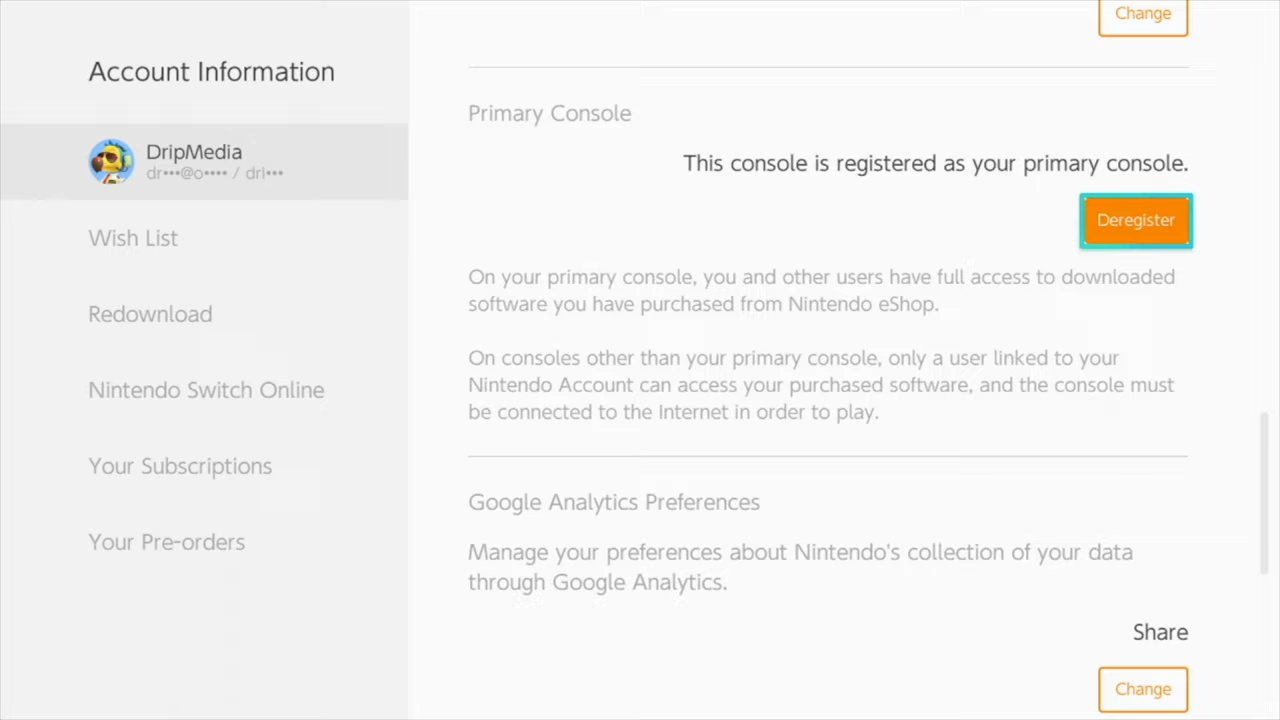 Account Information
DripMedia
dr•••@o•••• / drl•••
Wish List
Redownload
Nintendo Switch Online
Your Subscriptions
Your Pre-orders
Change
Primary Console
This console is registered as your primary console.
Deregister
On your primary console, you and other users have full access to downloaded
software you have purchased from Nintendo eShop.
On consoles other than your primary console, only a user linked to your
Nintendo Account can access your purchased software, and the console must
be connected to the Internet in order to play.
Google Analytics Preferences
Manage your preferences about Nintendo's collection of your data
through Google Analytics.
Share
Change